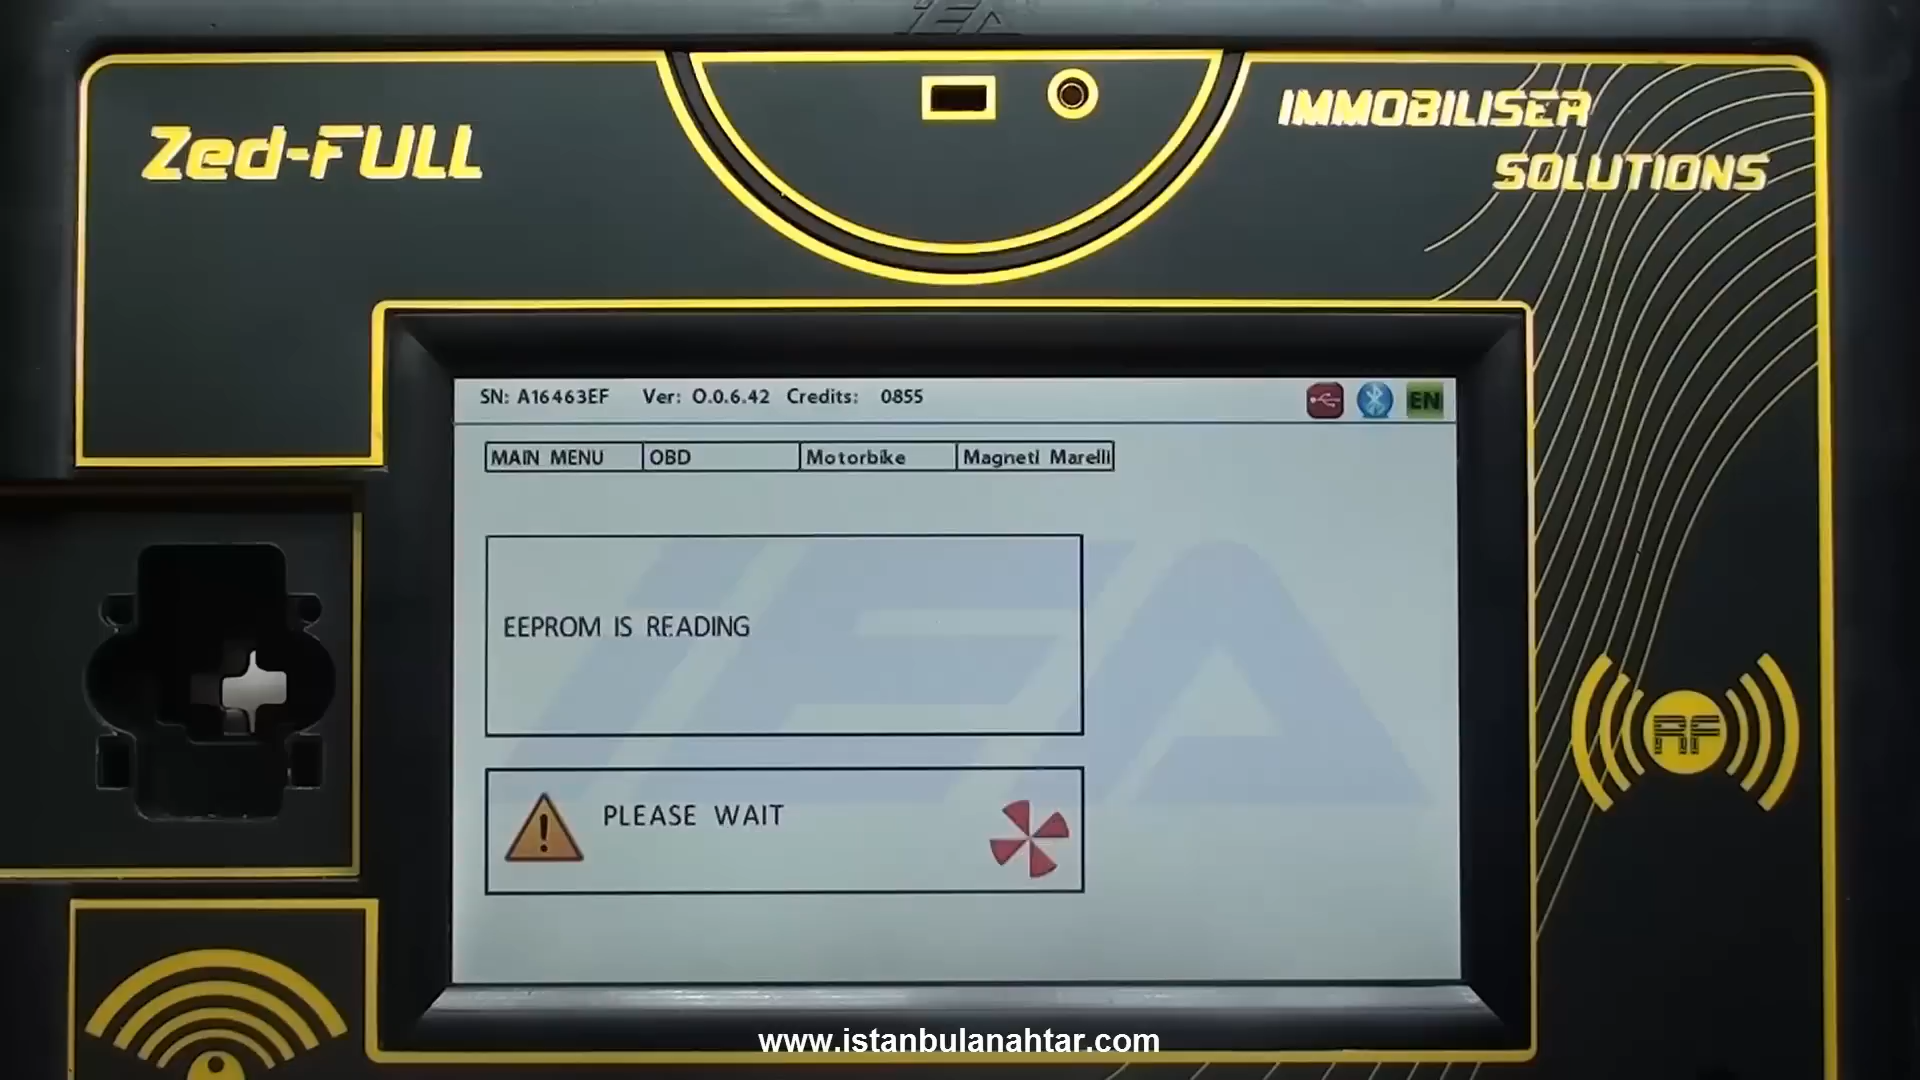 IEA
Zed-FULL
IMMOBILISER
SOLUTIONS
SN: A16463EF Ver: O.0.6.42 Credits: 0855
EN
MAIN MENU OBD Motorbike Magneti Marelli
EEPROM IS READING
PLEASE WAIT
RF
www.istanbulanahtar.com